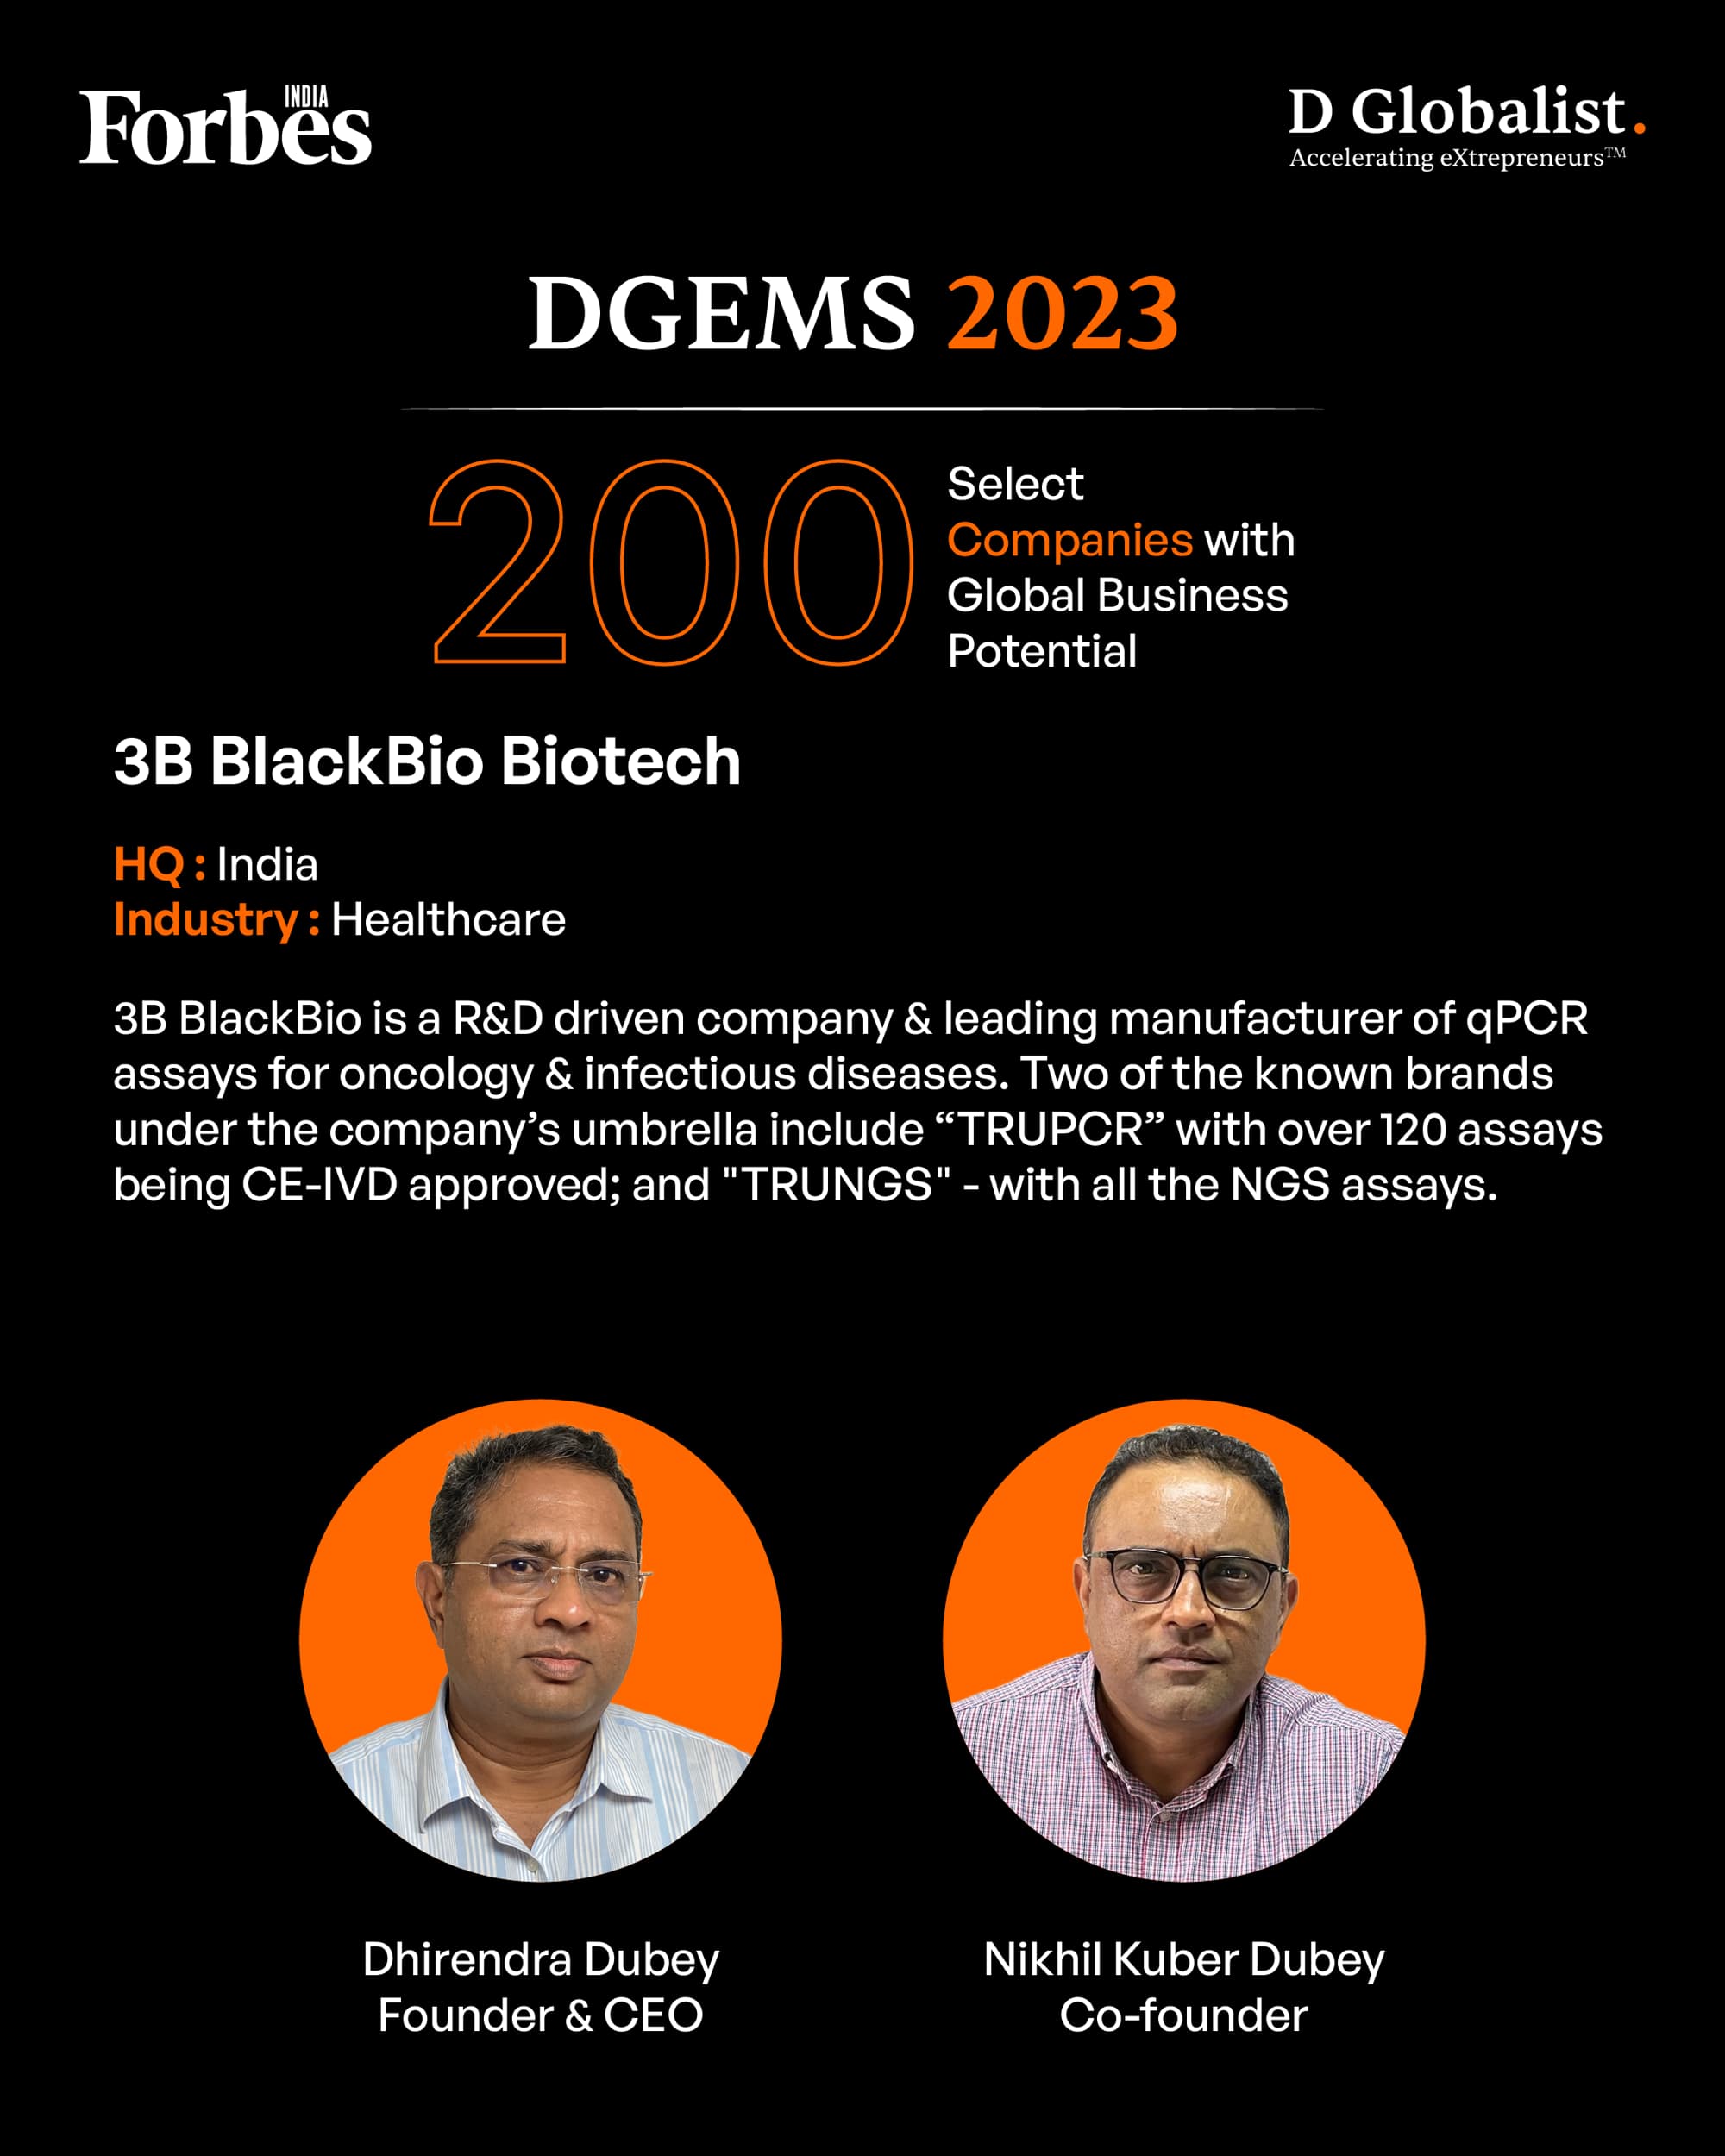 Forbes INDIA
D Globalist.
Accelerating eXtrepreneurs™
DGEMS 2023
200
Select
Companies with
Global Business
Potential
3B BlackBio Biotech
HQ : India
Industry : Healthcare
3B BlackBio is a R&D driven company & leading manufacturer of qPCR
assays for oncology & infectious diseases. Two of the known brands
under the company’s umbrella include “TRUPCR” with over 120 assays
being CE-IVD approved; and "TRUNGS" - with all the NGS assays.
Dhirendra Dubey
Founder & CEO
Nikhil Kuber Dubey
Co-founder